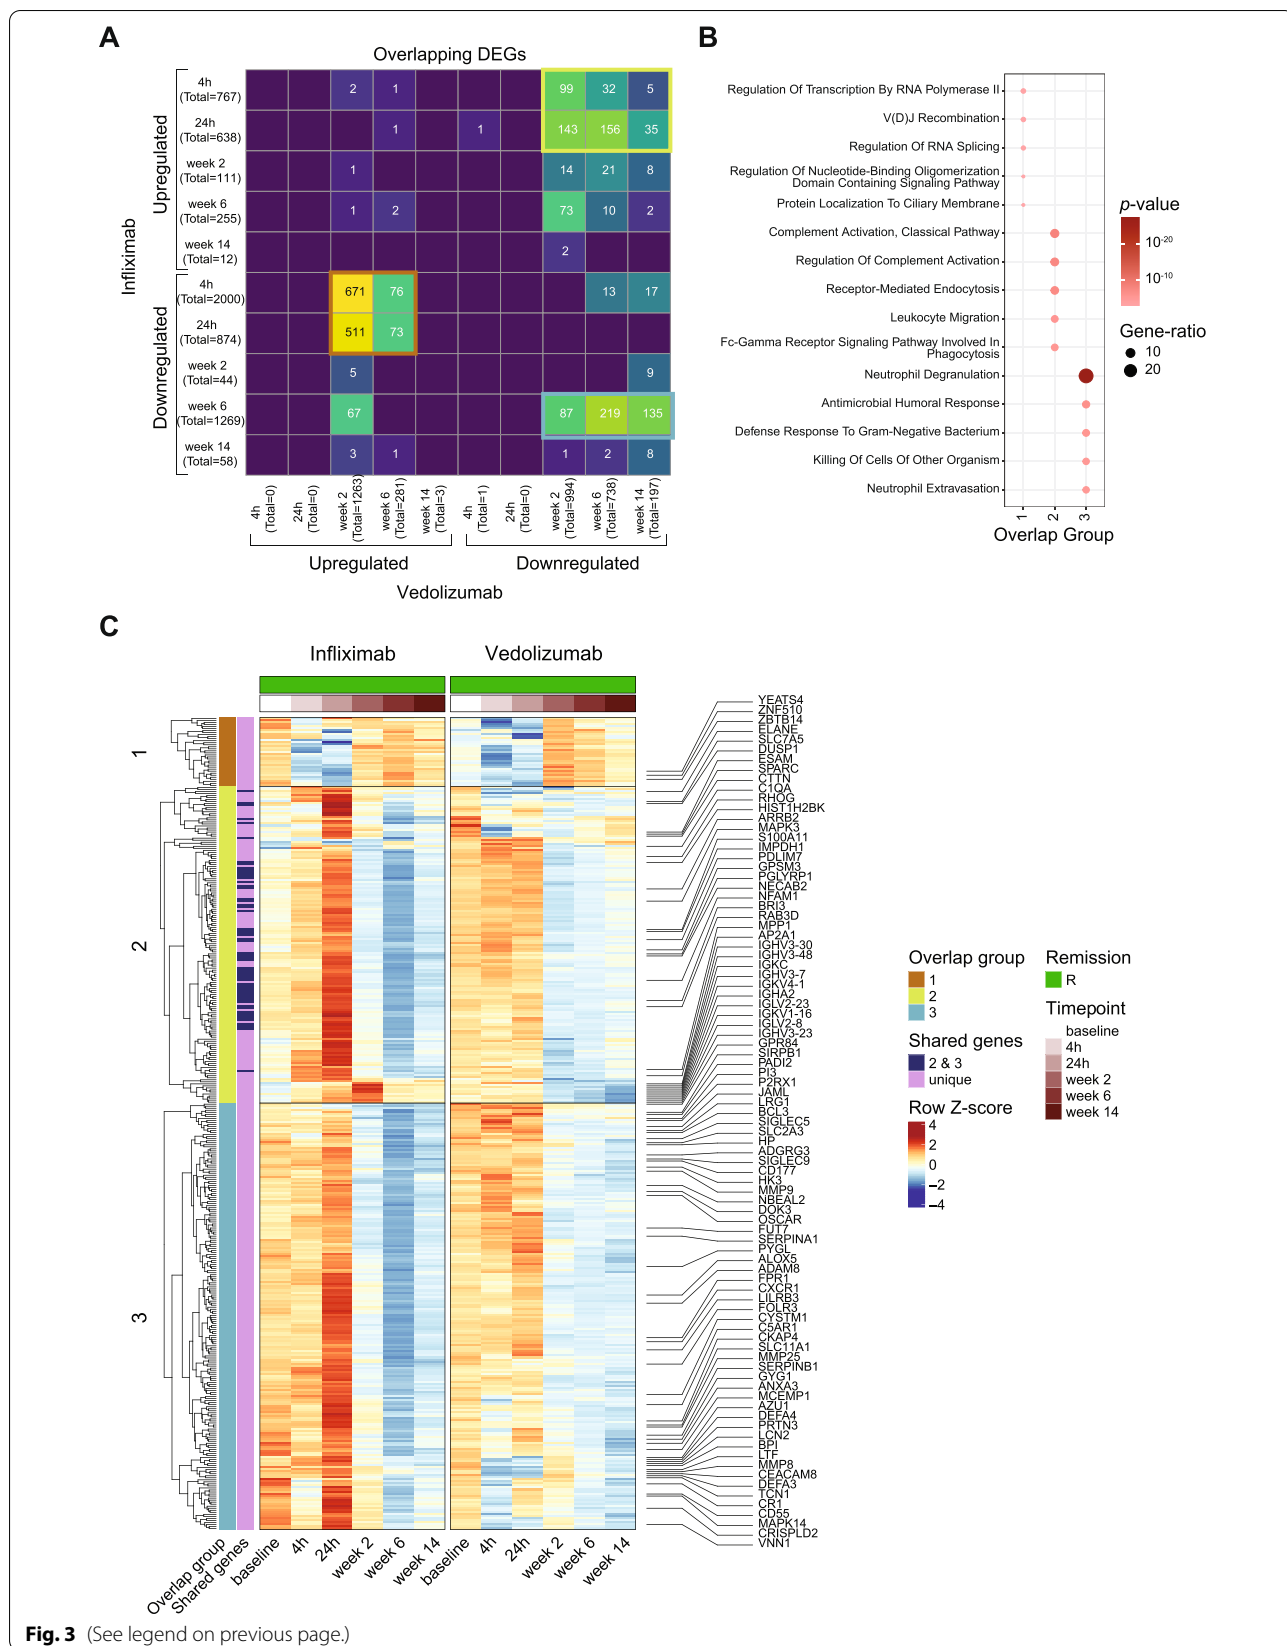 A
Overlapping DEGs
Infliximab
Upregulated
4h
(Total=767)
2 1 99 32 5
24h
(Total=638)
1 1 143 156 35
week 2
(Total=111)
1 14 21 8
week 6
(Total=255)
1 2 73 10 2
week 14
(Total=12)
2
Downregulated
4h
(Total=2000)
671 76 13 17
24h
(Total=874)
511 73
week 2
(Total=44)
5 9
week 6
(Total=1269)
67 87 219 135
week 14
(Total=58)
3 1 1 2 8
4h
(Total=0)
24h
(Total=0)
week 2
(Total=1263)
week 6
(Total=281)
week 14
(Total=3)
4h
(Total=1)
24h
(Total=0)
week 2
(Total=994)
week 6
(Total=738)
week 14
(Total=197)
Upregulated
Downregulated
Vedolizumab
B
Regulation Of Transcription By RNA Polymerase II
V(D)J Recombination
Regulation Of RNA Splicing
Regulation Of Nucleotide-Binding Oligomerization
Domain Containing Signaling Pathway
Protein Localization To Ciliary Membrane
Complement Activation, Classical Pathway
Regulation Of Complement Activation
Receptor-Mediated Endocytosis
Leukocyte Migration
Fc-Gamma Receptor Signaling Pathway Involved In
Phagocytosis
Neutrophil Degranulation
Antimicrobial Humoral Response
Defense Response To Gram-Negative Bacterium
Killing Of Cells Of Other Organism
Neutrophil Extravasation
1 2 3
Overlap Group
p-value
10-20
10-10
Gene-ratio
10
20
C
Infliximab
Vedolizumab
1
2
3
YEATS4
ZNF510
ZBTB14
ELANE
SLC7A5
DUSP1
ESAM
SPARC
CTTN
C1QA
RHOG
HIST1H2BK
ARRB2
MAPK3
S100A11
IMPDH1
PDLIM7
GPSM3
PGLYRP1
NECAB2
NFAM1
BRI3
RAB3D
MPP1
AP2A1
IGHV3-30
IGHV3-48
IGKC
IGHV3-7
IGKV4-1
IGHA2
IGLV2-23
IGKV1-16
IGLV2-8
IGHV3-23
GPR84
SIRPB1
PADI2
PI3
P2RX1
JAML
LRG1
BCL3
SIGLEC5
SLC2A3
HP
ADGRG3
SIGLEC9
CD177
HK3
MMP9
NBEAL2
DOK3
OSCAR
FUT7
SERPINA1
PYGL
ALOX5
ADAM8
FPR1
CXCR1
LILRB3
FOLR3
CYSTM1
C5AR1
CKAP4
SLC11A1
MMP25
SERPINB1
GYG1
ANXA3
MCEMP1
AZU1
DEFA4
PRTN3
LCN2
BPI
LTF
MMP8
CEACAM8
DEFA3
TCN1
CR1
CD55
MAPK14
CRISPLD2
VNN1
Overlap group
Shared genes
baseline
4h
24h
week 2
week 6
week 14
baseline
4h
24h
week 2
week 6
week 14
Overlap group
1
2
3
Shared genes
2 & 3
unique
Row Z-score
4
2
0
−2
−4
Remission
R
Timepoint
baseline
4h
24h
week 2
week 6
week 14
Fig. 3 (See legend on previous page.)